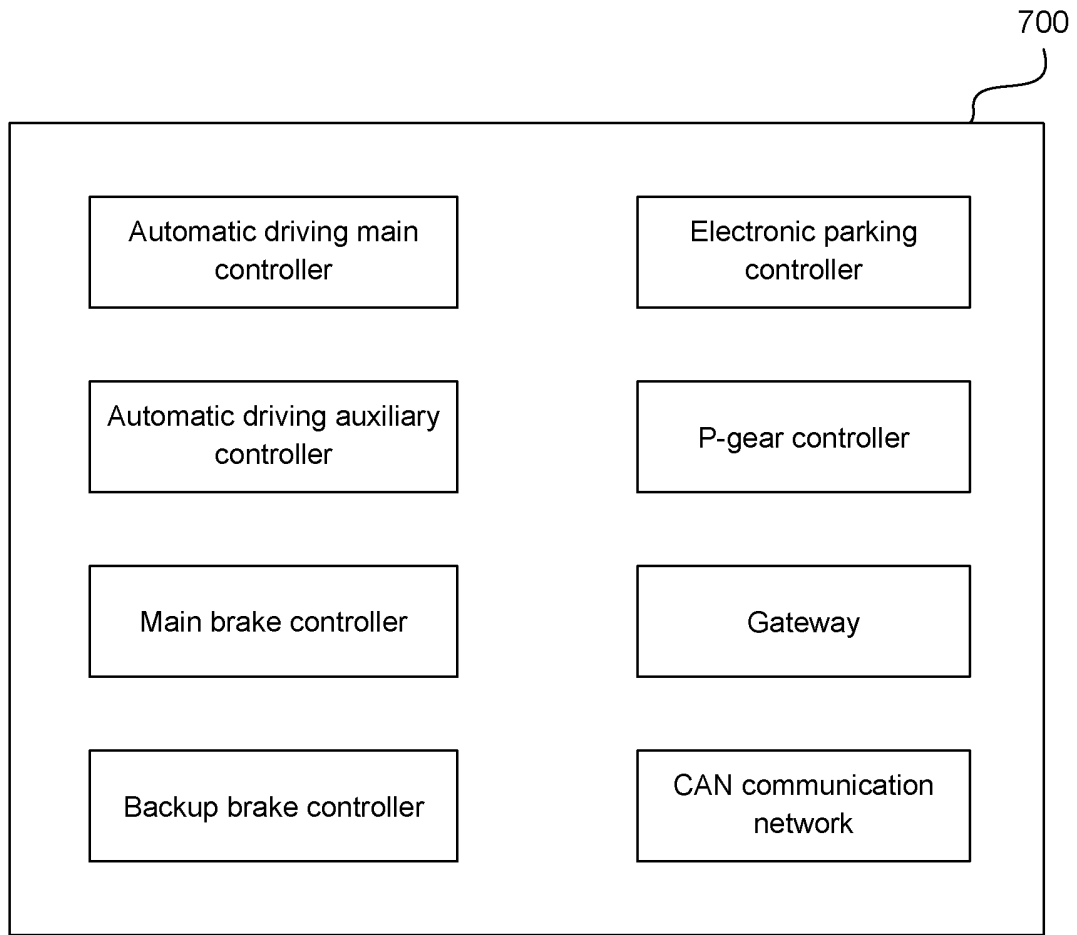 700
Automatic driving main
controller
Electronic parking
controller
Automatic driving auxiliary
controller
P-gear controller
Main brake controller
Gateway
Backup brake controller
CAN communication
network